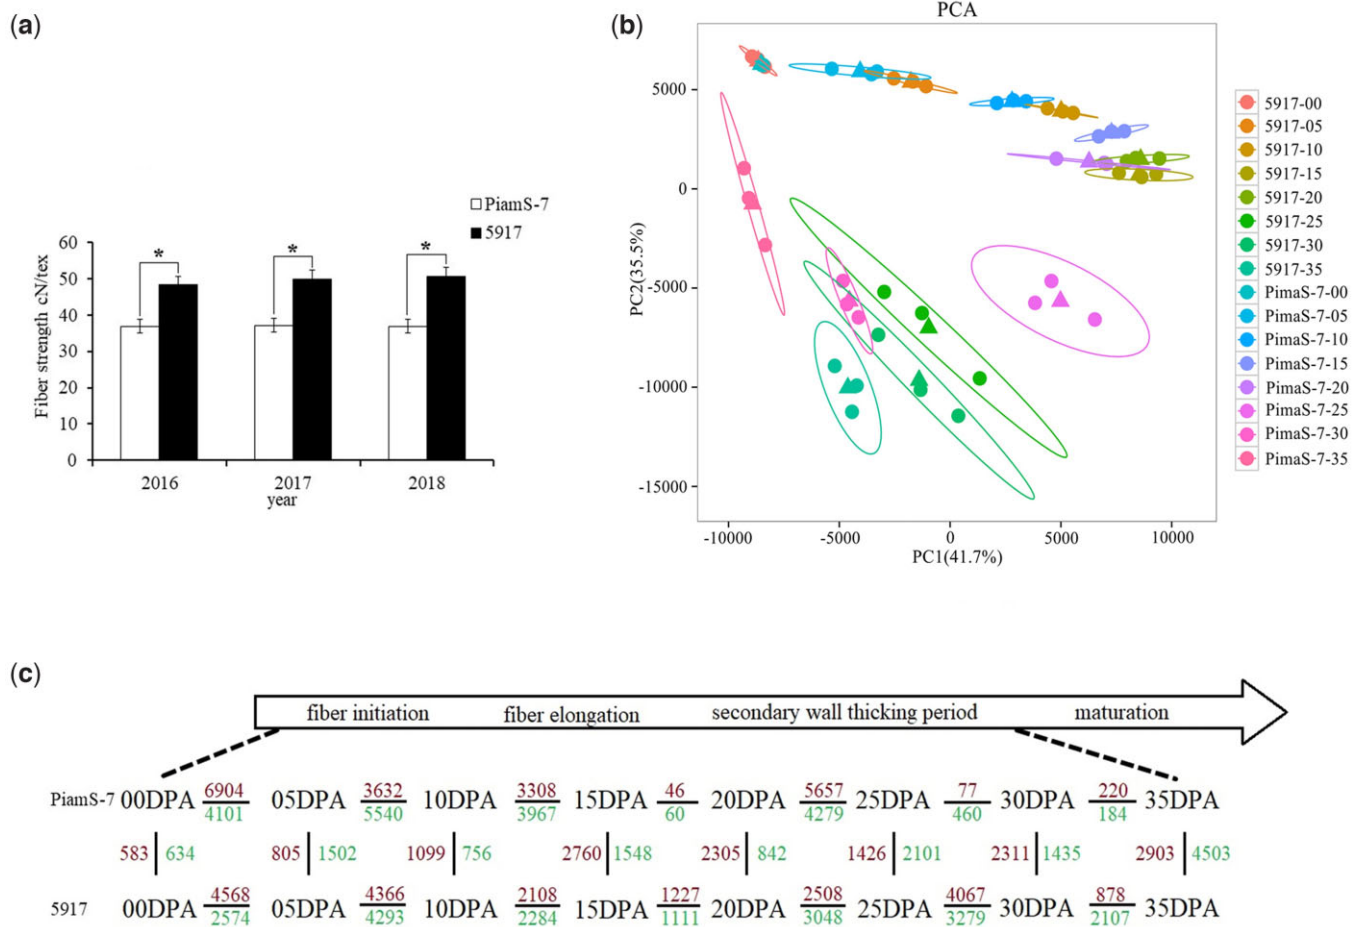 (a)
PiamS-7
5917
Fiber strength cN/tex
60
50
40
30
20
10
0
*
*
*
2016
2017
2018
year
(b)
PCA
PC2(35.5%)
5000
0
-5000
-10000
-15000
-10000
-5000
0
5000
10000
PC1(41.7%)
5917-00
5917-05
5917-10
5917-15
5917-20
5917-25
5917-30
5917-35
PimaS-7-00
PimaS-7-05
PimaS-7-10
PimaS-7-15
PimaS-7-20
PimaS-7-25
PimaS-7-30
PimaS-7-35
(c)
fiber initiation fiber elongation secondary wall thicking period maturation
6904 3632 3308 46 5657 77 220
PiamS-7 00DPA 05DPA 10DPA 15DPA 20DPA 25DPA 30DPA 35DPA
4101 5540 3967 60 4279 460 184
583 634 805 1502 1099 756 2760 1548 2305 842 1426 2101 2311 1435 2903 4503
4568 4366 2108 1227 2508 4067 878
5917 00DPA 05DPA 10DPA 15DPA 20DPA 25DPA 30DPA 35DPA
2574 4293 2284 1111 3048 3279 2107